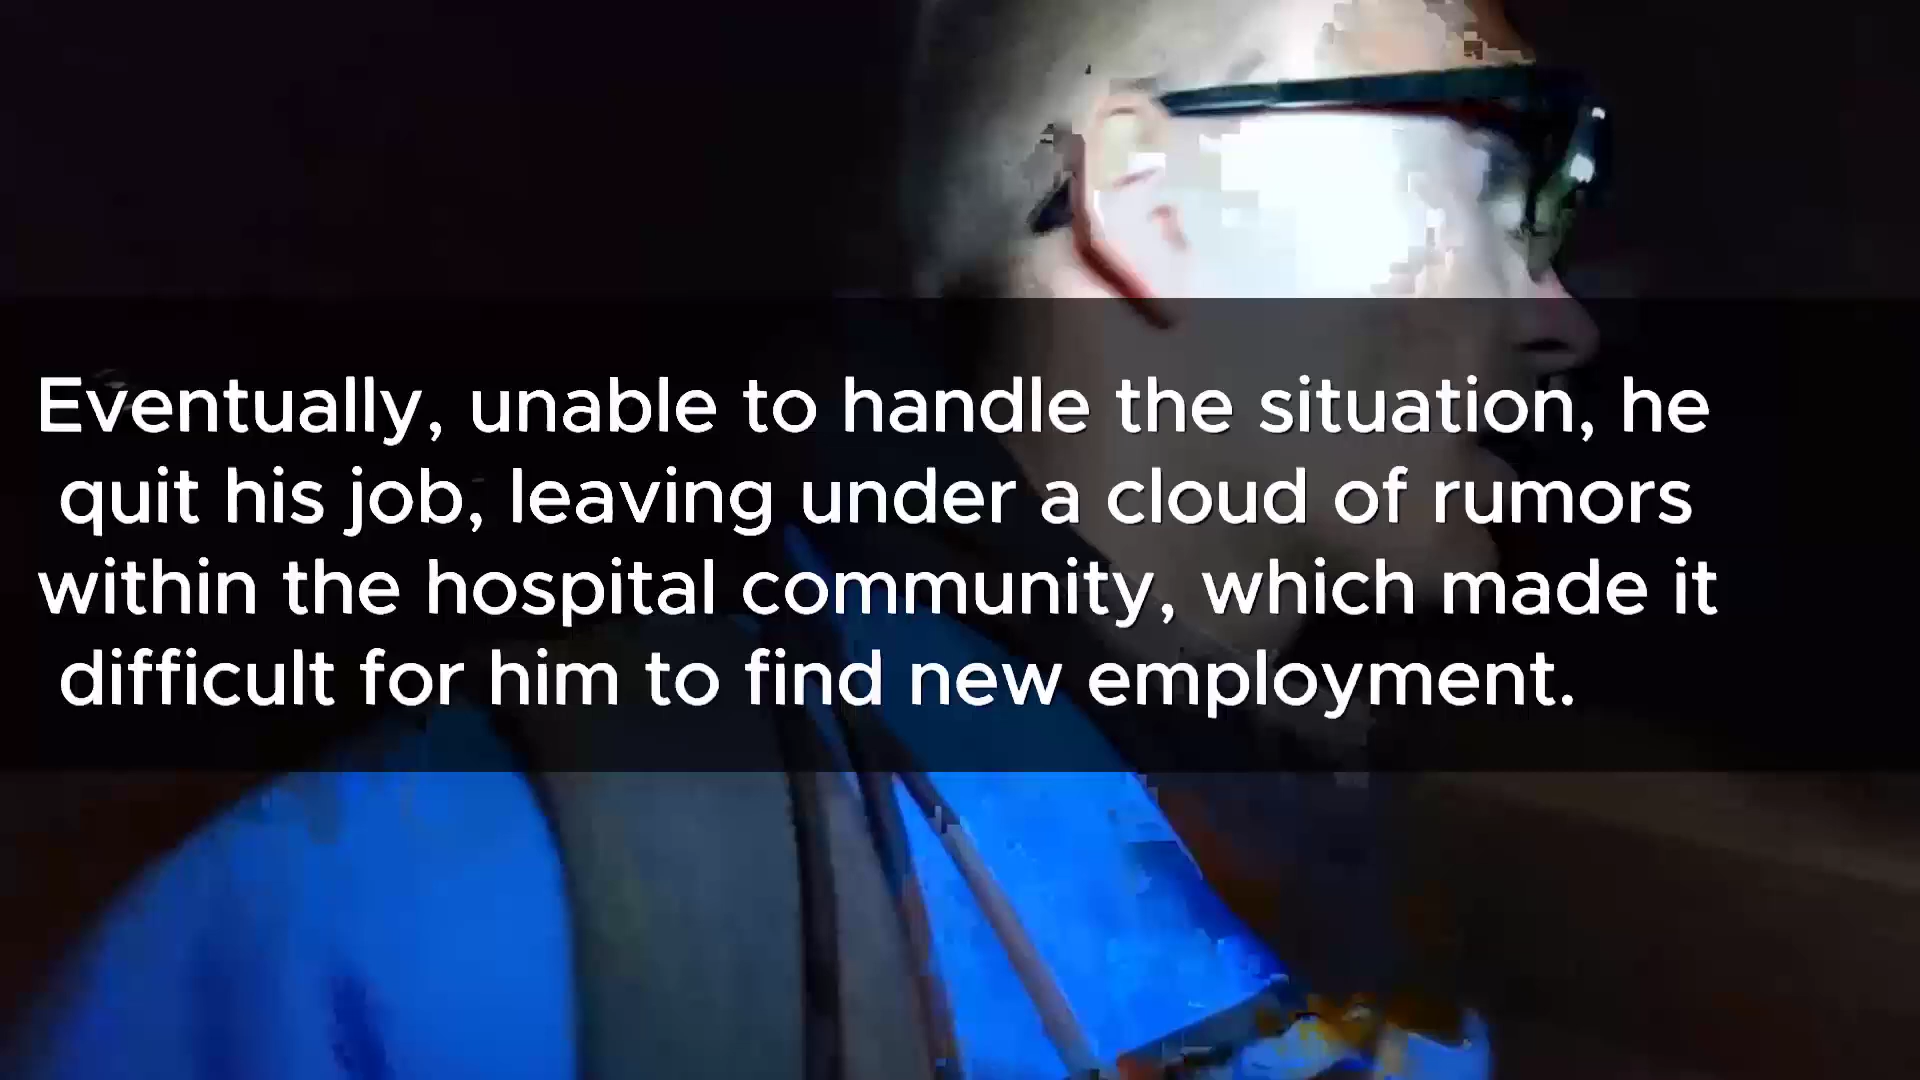 Eventually, unable to handle the situation, he
quit his job, leaving under a cloud of rumors
within the hospital community, which made it
difficult for him to find new employment.